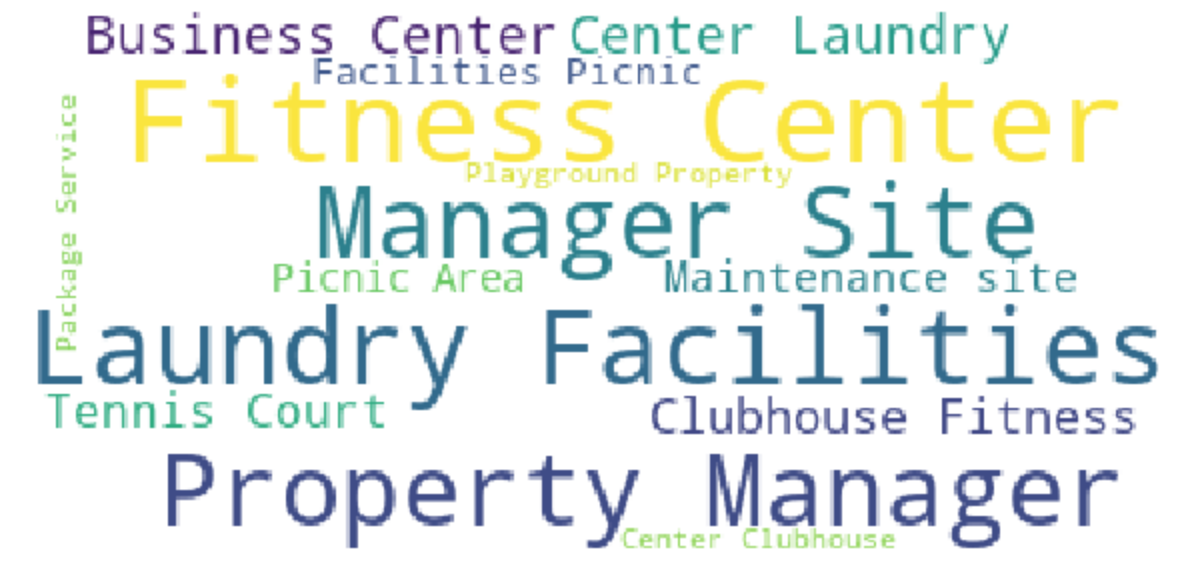 Business Center
Center Laundry
Facilities Picnic
Fitness Center
Package Service
Playground Property
Manager Site
Picnic Area
Maintenance site
Laundry Facilities
Tennis Court
Clubhouse Fitness
Property Manager
Center Clubhouse